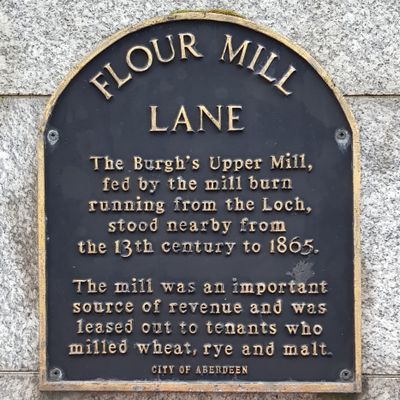 FLOUR MILL
LANE
The Burgh's Upper Mill,
fed by the mill burn
running from the Loch,
stood nearby from
the 13th century to 1865.
The mill was an important
source of revenue and was
leased out to tenants who
milled wheat, rye and malt.
CITY OF ABERDEEN